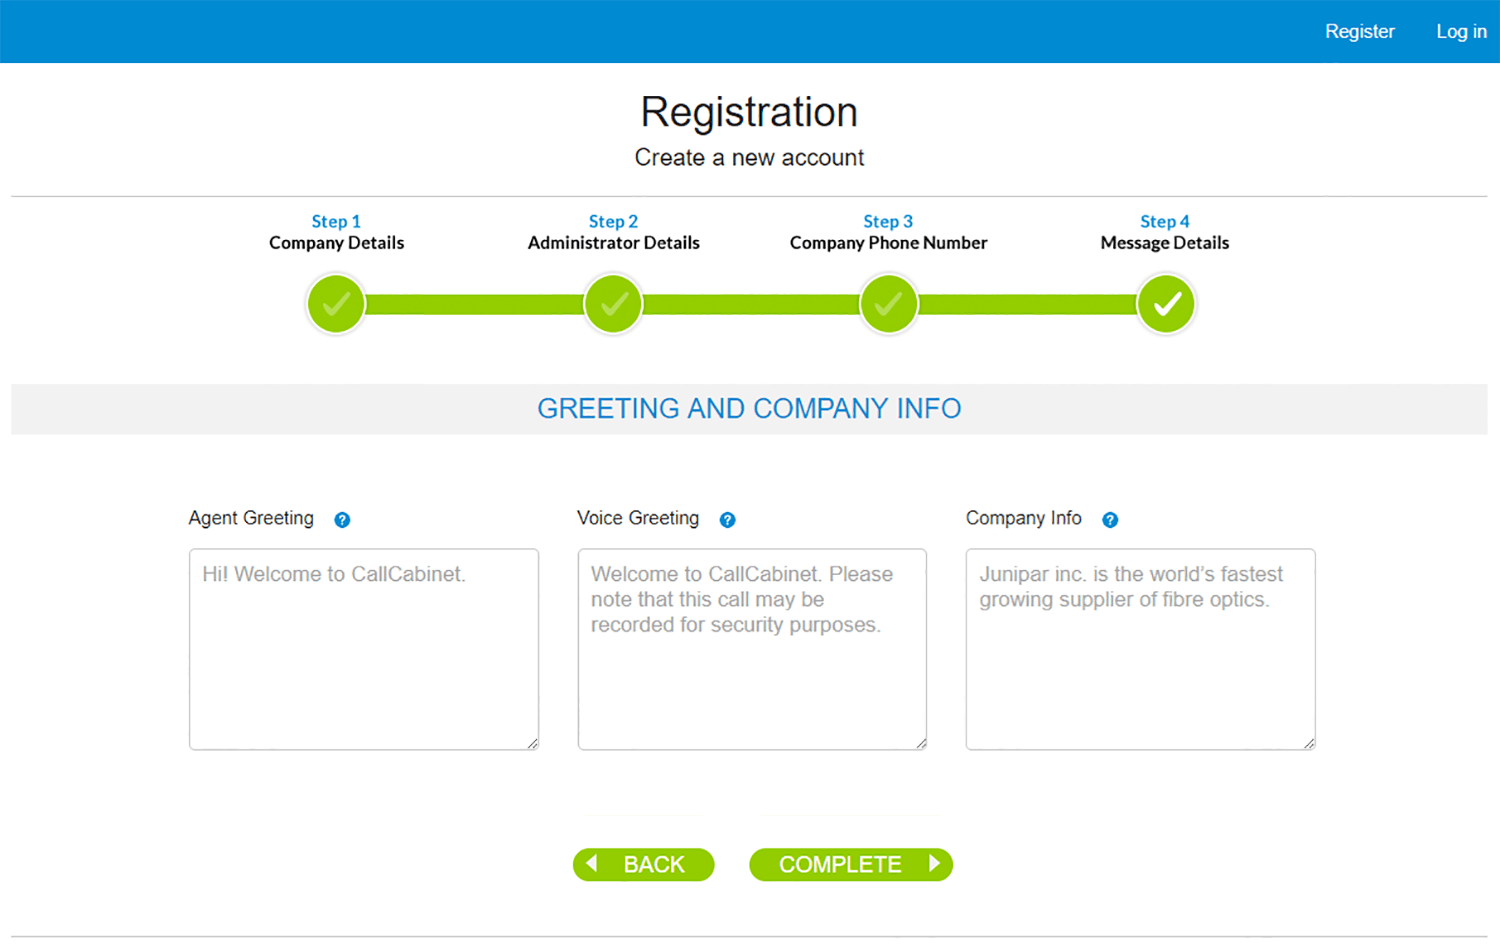 Register Log in
Registration
Create a new account
Step 1 Step 2 Step 3 Step 4
Company Details Administrator Details Company Phone Number Message Details
GREETING AND COMPANY INFO
Agent Greeting ? Voice Greeting ? Company Info ?
Hi! Welcome to CallCabinet.
Welcome to CallCabinet. Please
note that this call may be
recorded for security purposes.
Junipar inc. is the world's fastest
growing supplier of fibre optics.
BACK COMPLETE